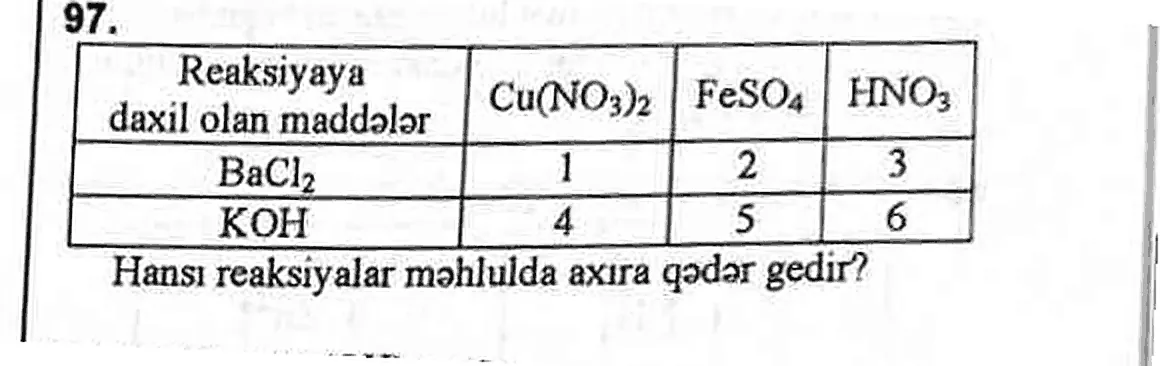 97.
Reaksiyaya daxil olan maddələr Cu(NO₃)₂ FeSO₄ HNO₃
BaCl₂ 1 2 3
KOH 4 5 6
Hansı reaksiyalar məhlulda axıra qədər gedir?